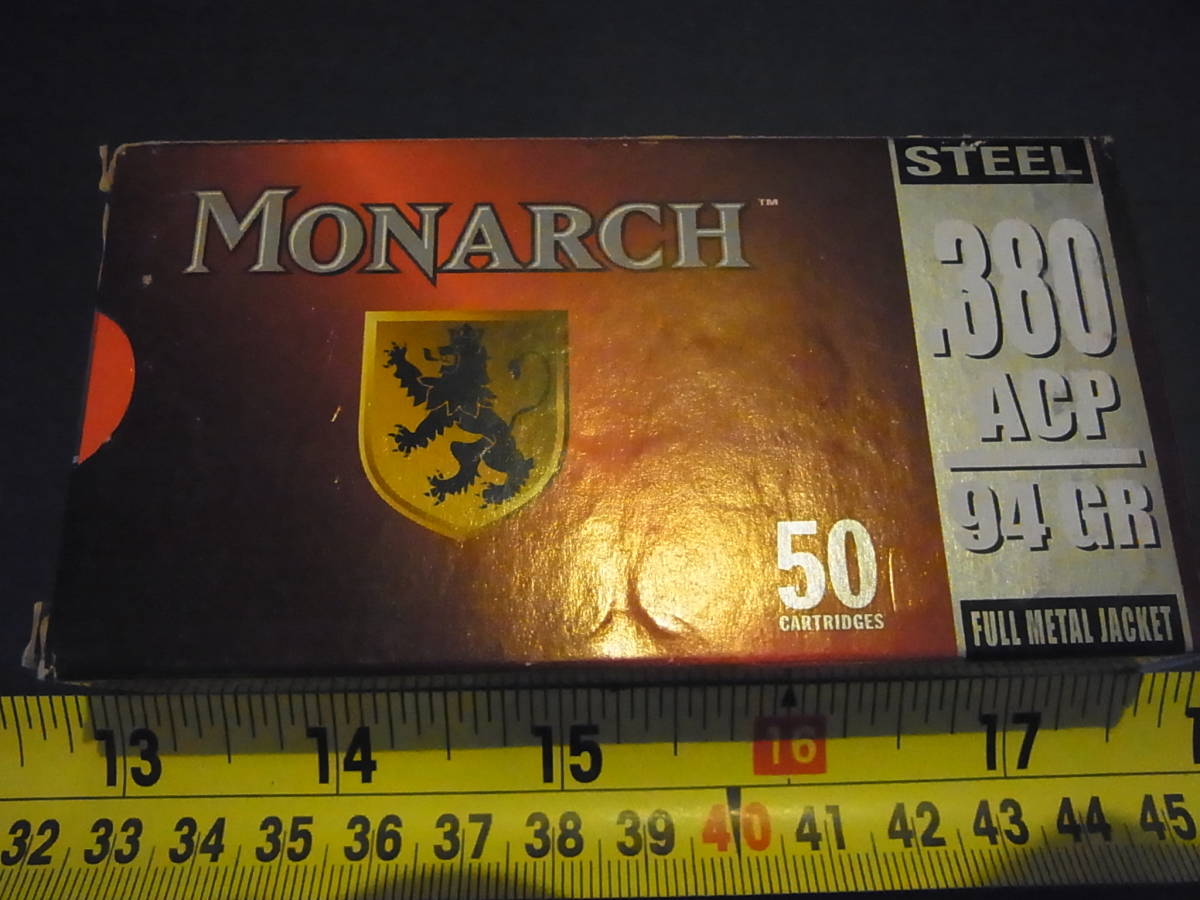 MONARCH™
STEEL
.380
ACP
94 GR
FULL METAL JACKET
50
CARTRIDGES
13 14 15 16 17
32 33 34 35 36 37 38 39 40 41 42 43 44 45